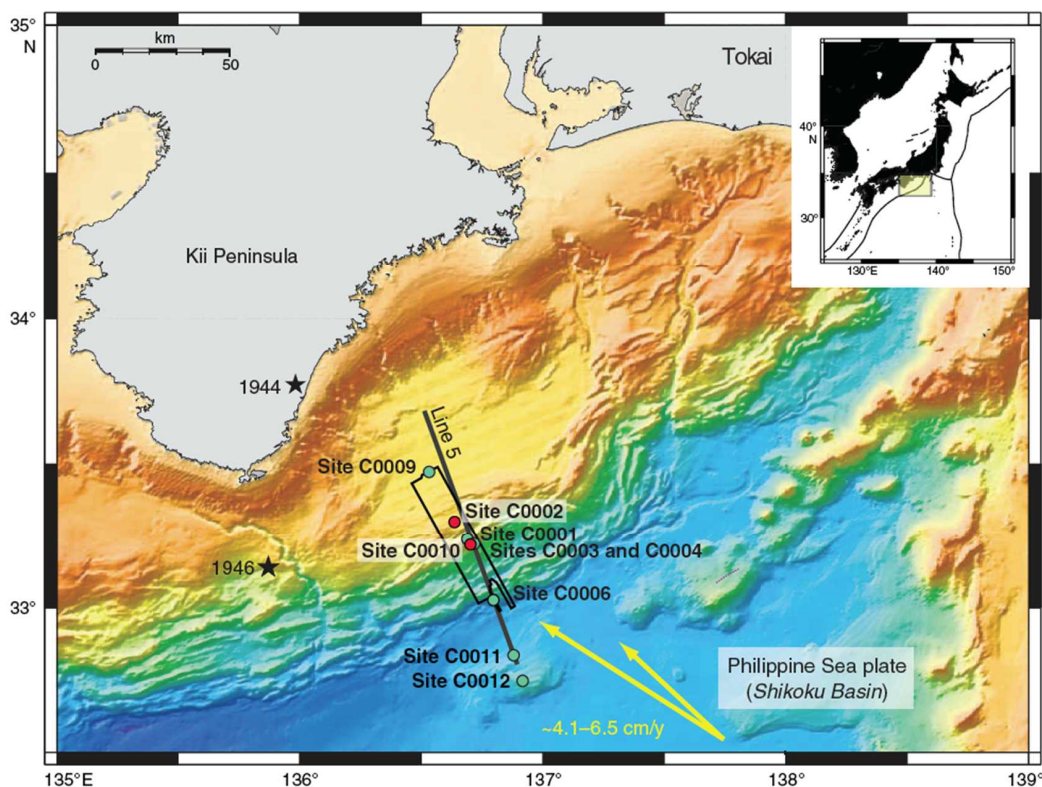 35°
N
km
0 50
Tokai
40°
N
30°
130°E 140° 150°
Kii Peninsula
34°
1944
Line 5
Site C0009
Site C0002
Site C0001
Site C0010
Sites C0003 and C0004
1946
Site C0006
33°
Site C0011
Philippine Sea plate
(Shikoku Basin)
Site C0012
~4.1–6.5 cm/y
135°E 136° 137° 138° 139°